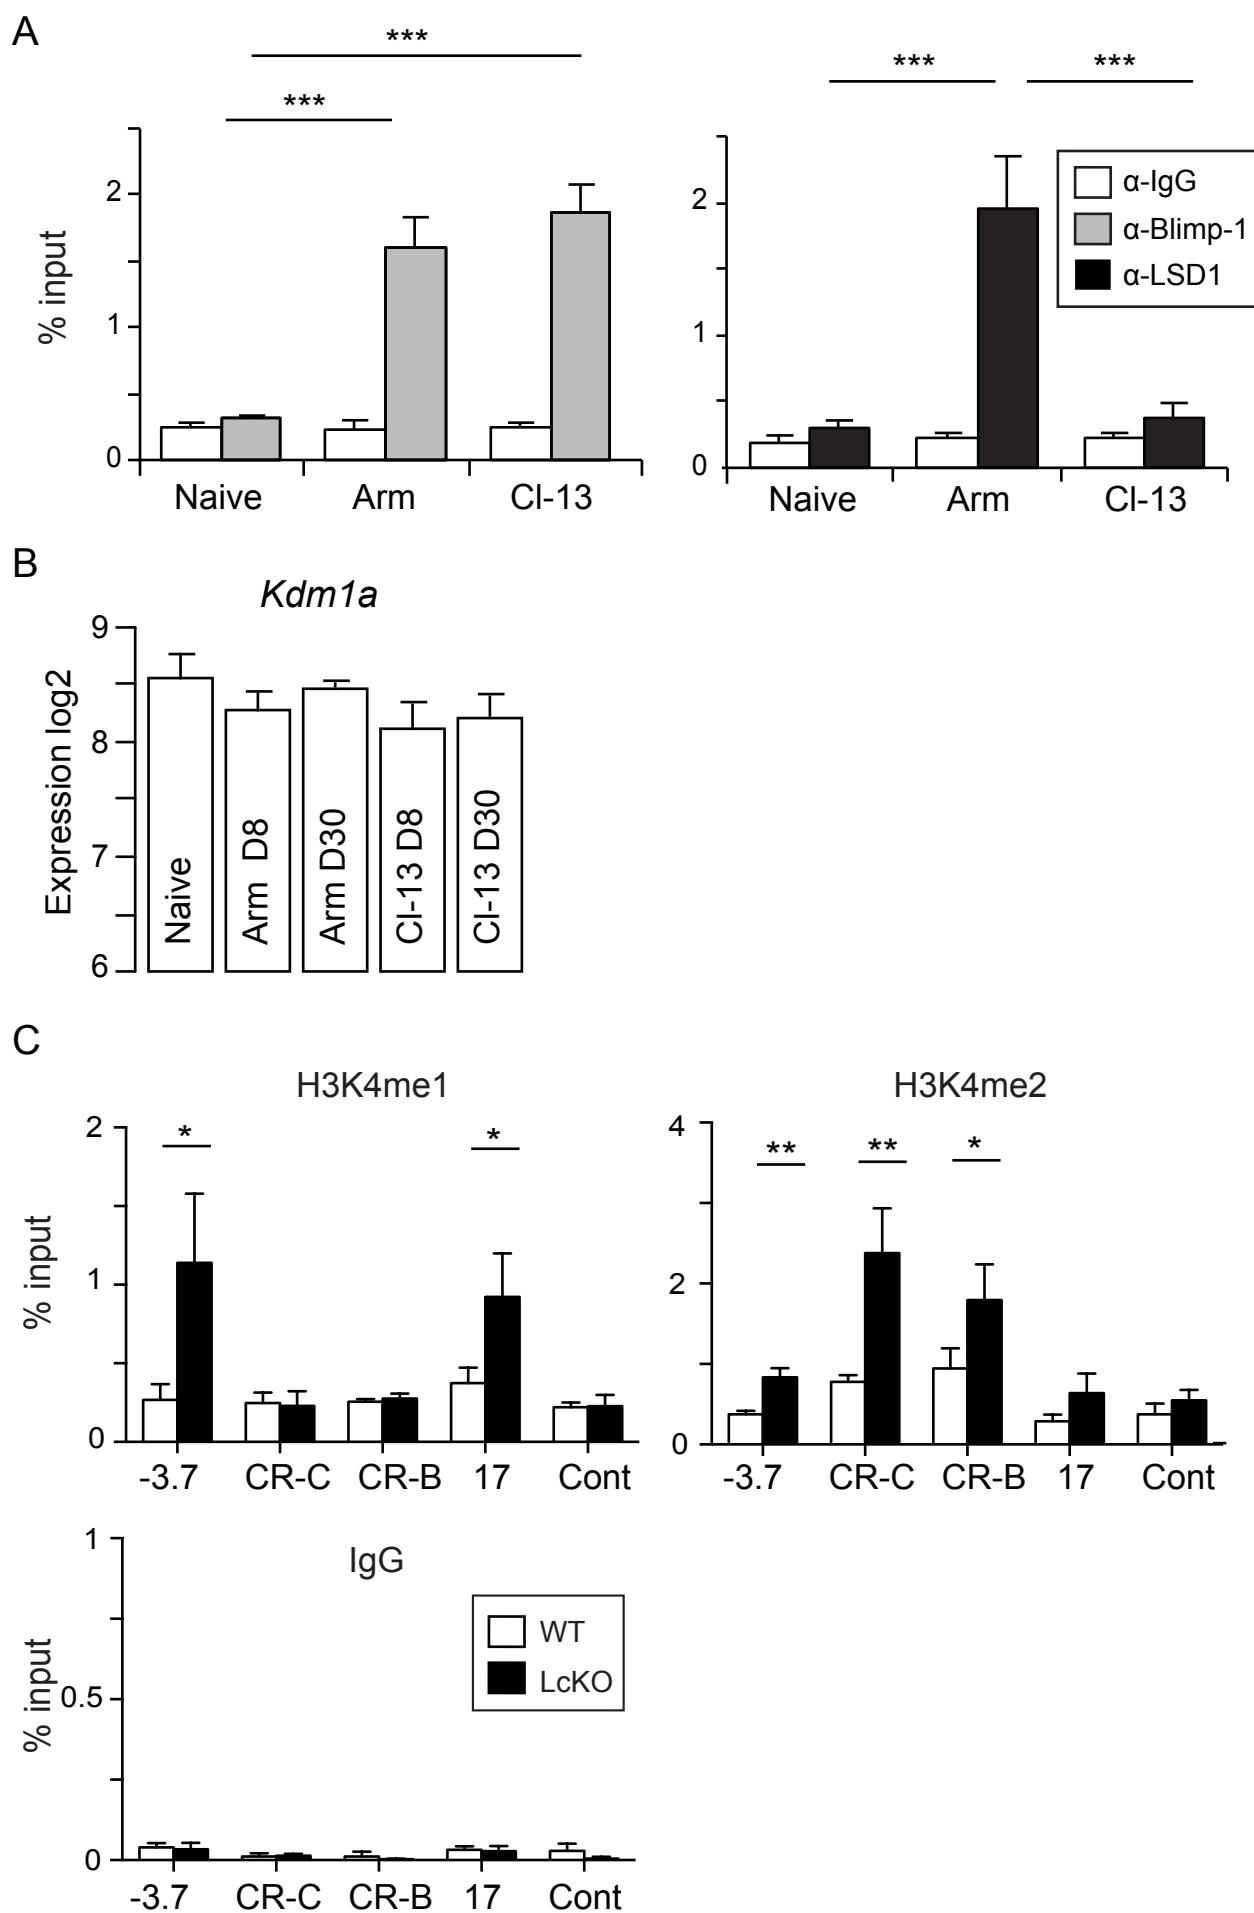 A
***
***
% input
2
1
0
Naive
Arm
Cl-13
***
***
2
1
0
Naive
Arm
Cl-13
α-IgG
α-Blimp-1
α-LSD1
B
Kdm1a
Expression log2
9
8
7
6
Naive
Arm D8
Arm D30
Cl-13 D8
Cl-13 D30
C
H3K4me1
% input
2
1
0
*
*
-3.7
CR-C
CR-B
17
Cont
H3K4me2
4
2
0
**
**
*
-3.7
CR-C
CR-B
17
Cont
IgG
% input
1
0.5
0
WT
LcKO
-3.7
CR-C
CR-B
17
Cont